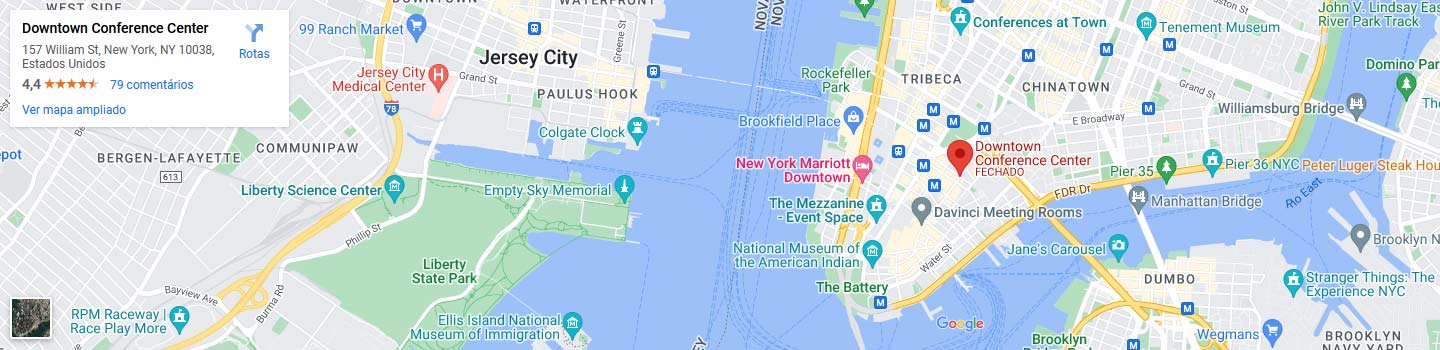 Downtown Conference Center
157 William St, New York, NY 10038,
Estados Unidos
4,4
79 comentários
Ver mapa ampliado
Rotas
WEST SIDE
DOWNTOWN
WATERFRONT
99 Ranch Market
Jersey City
Greene St
Jersey City
Medical Center
Grand St
PAULUS HOOK
78
Colgate Clock
COMMUNIPAW
BERGEN-LAFAYETTE
613
Liberty Science Center
Empty Sky Memorial
Phillip St
Liberty
State Park
Bayview Ave
Burma Rd
RPM Raceway |
Race Play More
Ellis Island National
Museum of Immigration
Rockefeller
Park
TRIBECA
Conferences at Town
Tenement Museum
John V. Lindsay Eas
River Park Track
CHINATOWN
Grand St
Domino Par
Williamsburg Bridge
E Broadway
Brookfield Place
New York Marriott
Downtown
Downtown
Conference Center
FECHADO
Pier 35
Pier 36 NYC
Peter Luger Steak Hou
FDR Dr
Rio East
Manhattan Bridge
The Mezzanine
- Event Space
Davinci Meeting Rooms
National Museum of
the American Indian
Water St
Jane's Carousel
Brooklyn N
The Battery
DUMBO
Stranger Things: The
Experience NYC
Google
Brooklyn
Wegmans
BROOKLYN
NAVY YARD